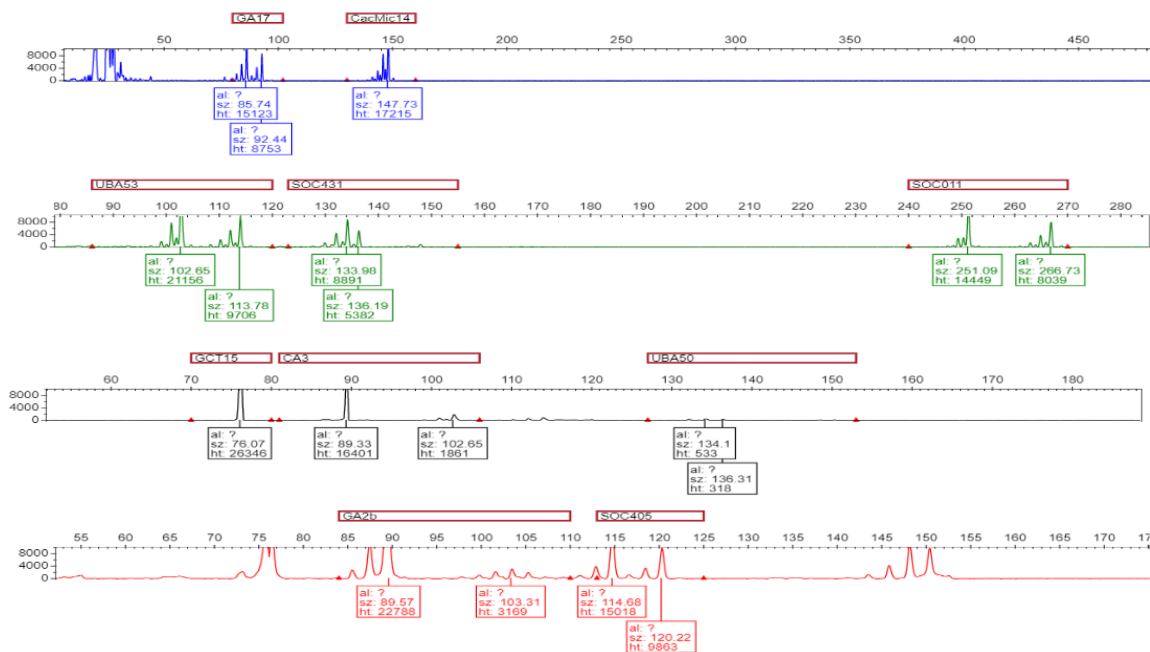 GA17 CacMic14
50 100 150 200 250 300 350 400 450
8000
4000
0
al: ?
sz: 85.74
ht: 15123
al: ?
sz: 92.44
ht: 8753
al: ?
sz: 147.73
ht: 17215
UBA53 SOC431 SOC011
80 90 100 110 120 130 140 150 160 170 180 190 200 210 220 230 240 250 260 270 280
8000
4000
0
al: ?
sz: 102.65
ht: 21156
al: ?
sz: 113.78
ht: 9706
al: ?
sz: 133.98
ht: 8891
al: ?
sz: 136.19
ht: 5382
al: ?
sz: 251.09
ht: 14449
al: ?
sz: 266.73
ht: 8039
GCT15 CA3 UBA50
60 70 80 90 100 110 120 130 140 150 160 170 180
8000
4000
0
al: ?
sz: 76.07
ht: 26346
al: ?
sz: 89.33
ht: 16401
al: ?
sz: 102.65
ht: 1861
al: ?
sz: 134.1
ht: 533
al: ?
sz: 136.31
ht: 318
GA2b SOC405
55 60 65 70 75 80 85 90 95 100 105 110 115 120 125 130 135 140 145 150 155 160 165 170
8000
4000
0
al: ?
sz: 89.57
ht: 22788
al: ?
sz: 103.31
ht: 3169
al: ?
sz: 114.68
ht: 15018
al: ?
sz: 120.22
ht: 9863